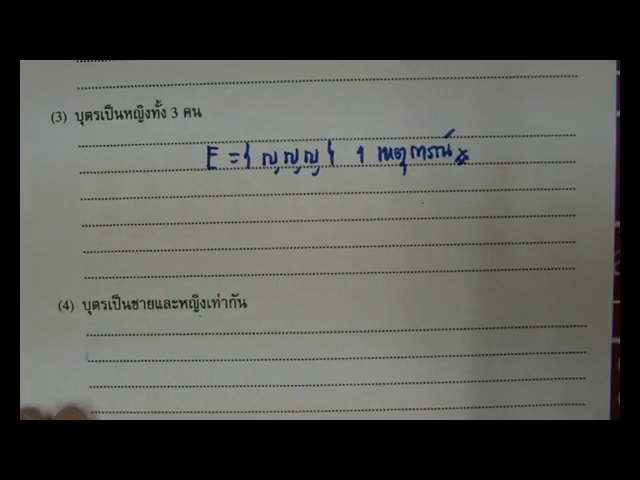 (3) บุตรเป็นหญิงทั้ง 3 คน
E = { ญญญ } 1 เหตุการณ์ #
(4) บุตรเป็นชายและหญิงเท่ากัน